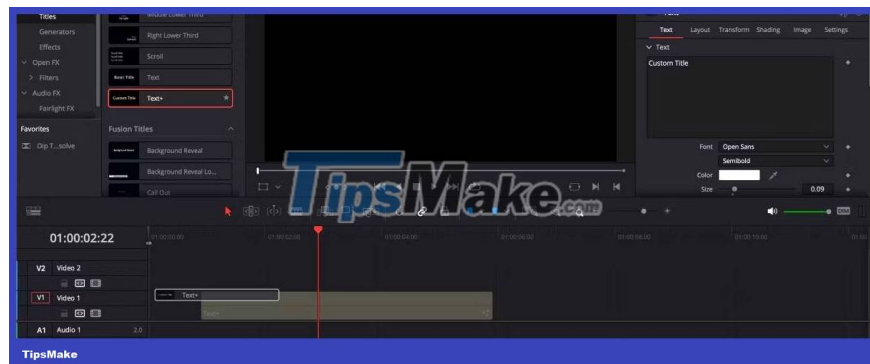 Titles
Middle Lower Third
Generators
Right Lower Third
Effects
Scroll
Open FX
Basic Title Text
Filters
Custom Title Text+
Audio FX
Fairlight FX
Favorites
Fusion Titles
Dip T...solve
Background Reveal
Background Reveal Lo...
Call Out
Text
Text Layout Transform Shading Image Settings
Text
Custom Title
Font Open Sans
Semibold
Color
Size 0.09
TipsMake.com
DIM
01:00:02:22
01:00:00:00 01:00:02:00 01:00:04:00 01:00:06:00 01:00:08:00 01:00:10:00
V2 Video 2
V1 Video 1
Text+
Text+
A1 Audio 1 2.0
TipsMake